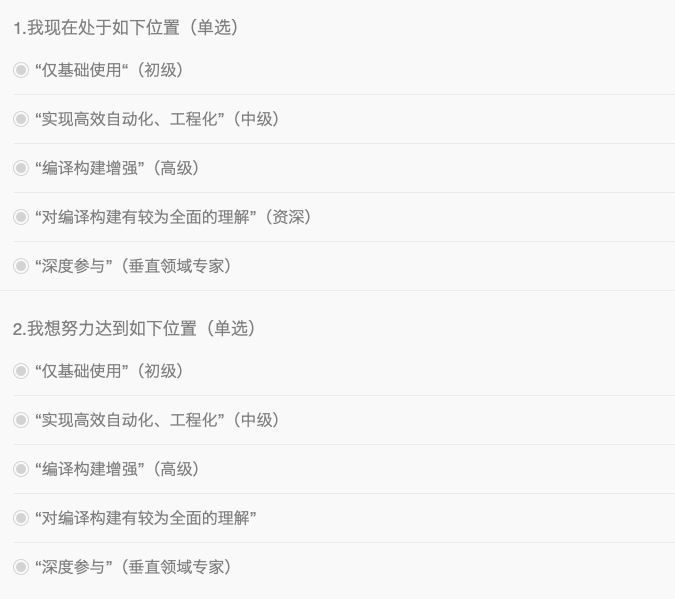 1.我现在处于如下位置（单选）
“仅基础使用“（初级）
“实现高效自动化、工程化”（中级）
“编译构建增强”（高级）
“对编译构建有较为全面的理解”（资深）
“深度参与”（垂直领域专家）
2.我想努力达到如下位置（单选）
“仅基础使用”（初级）
“实现高效自动化、工程化”（中级）
“编译构建增强”（高级）
“对编译构建有较为全面的理解”
“深度参与”（垂直领域专家）